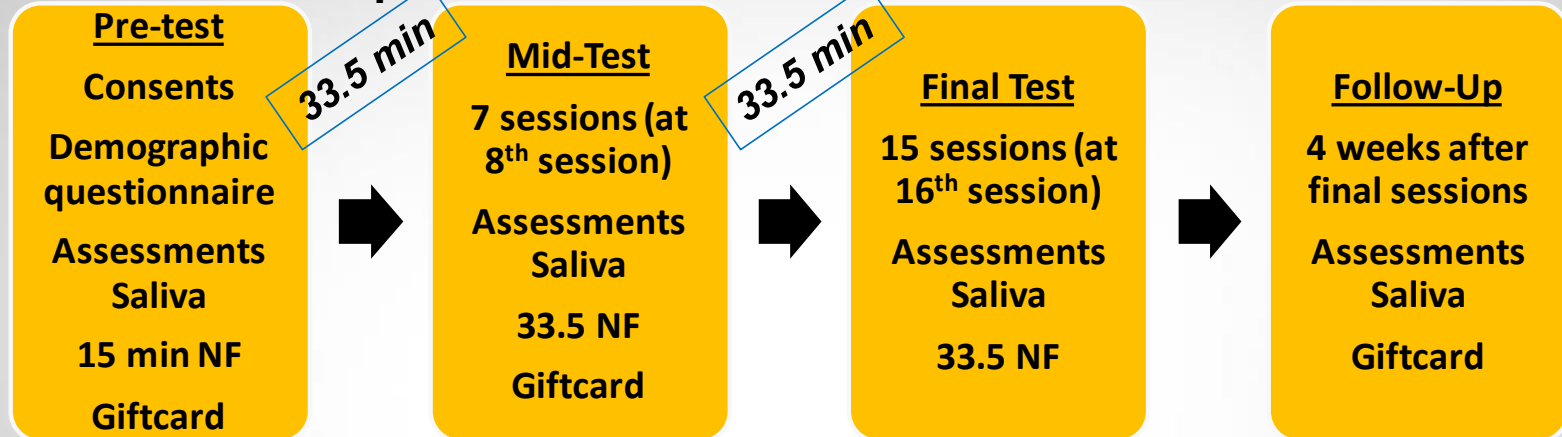 Pre-test
Consents
Demographic
questionnaire
Assessments
Saliva
15 min NF
Giftcard
33.5 min
Mid-Test
7 sessions (at
8th session)
Assessments
Saliva
33.5 NF
Giftcard
33.5 min
Final Test
15 sessions (at
16th session)
Assessments
Saliva
33.5 NF
Follow-Up
4 weeks after
final sessions
Assessments
Saliva
Giftcard